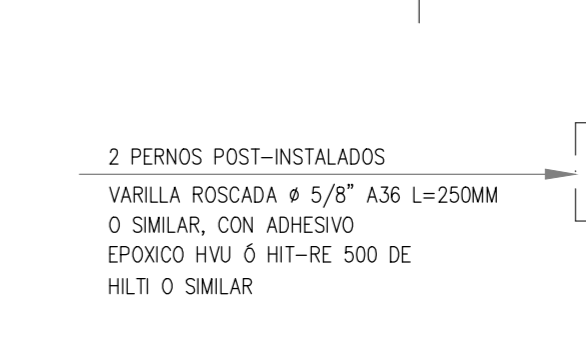 2 PERNOS POST-INSTALADOS
VARILLA ROSCADA ø 5/8" A36 L=250MM
O SIMILAR, CON ADHESIVO
EPOXICO HVU Ó HIT-RE 500 DE
HILTI O SIMILAR